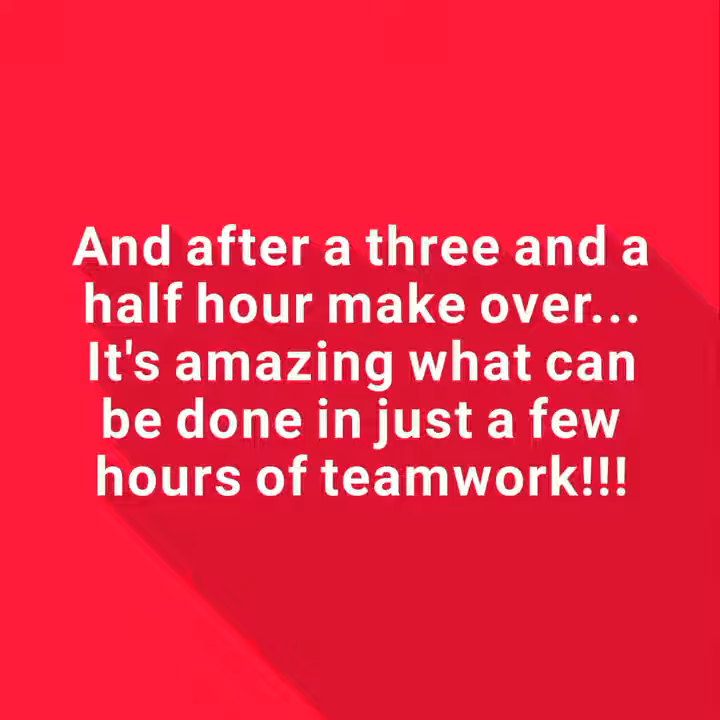 And after a three and a
half hour make over...
It's amazing what can
be done in just a few
hours of teamwork!!!